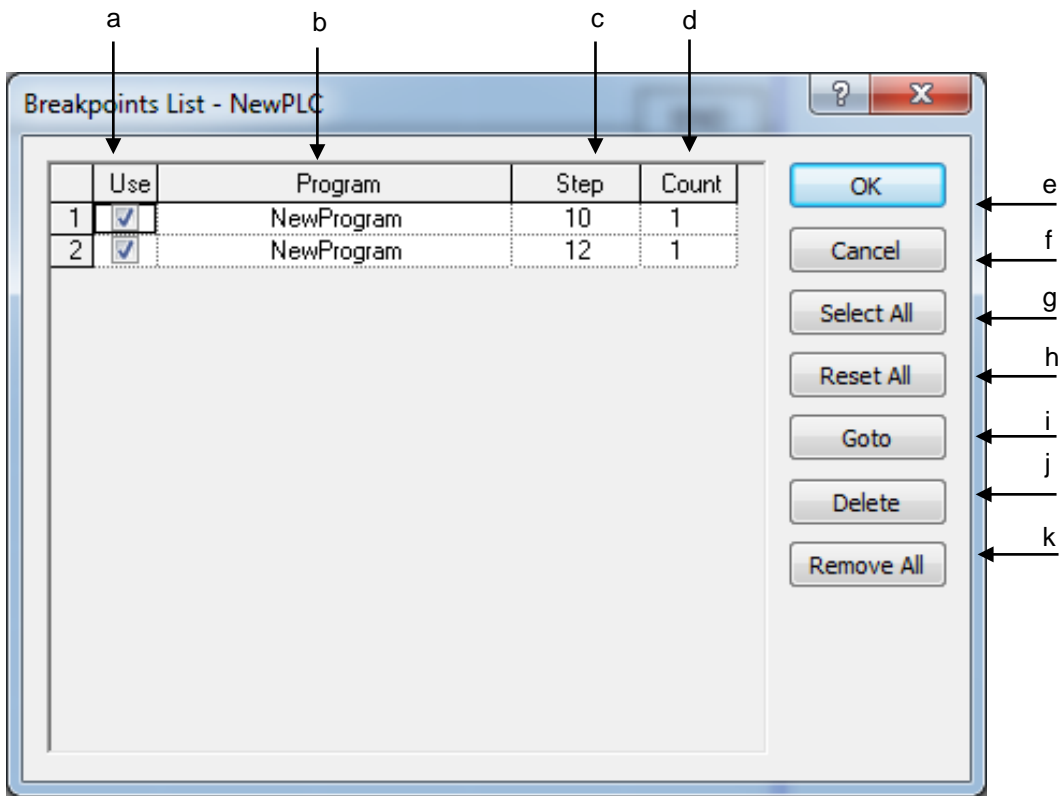 a b c d
Breakpoints List - NewPLC
Use Program Step Count
1 NewProgram 10 1
2 NewProgram 12 1
OK
e
Cancel
f
Select All
g
Reset All
h
Goto
i
Delete
j
Remove All
k